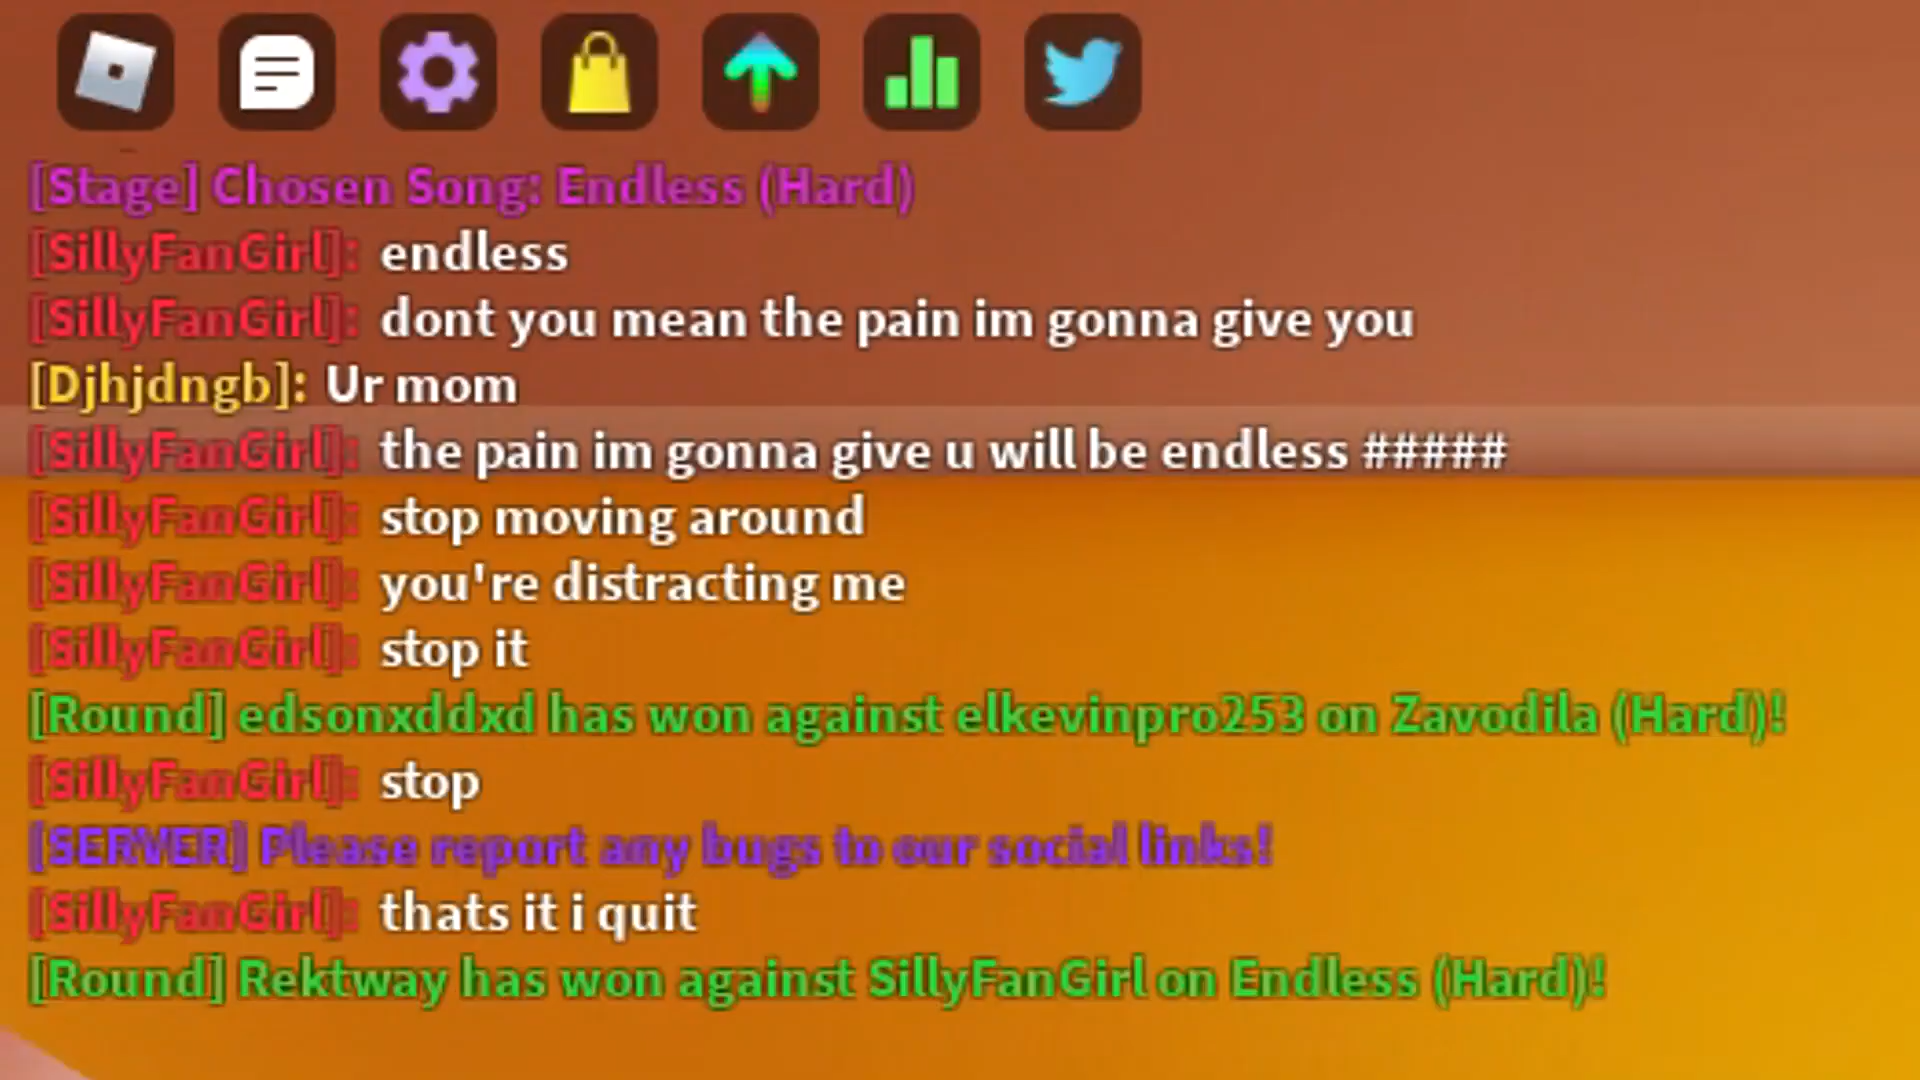 [Stage] Chosen Song: Endless (Hard)
[SillyFanGirl]: endless
[SillyFanGirl]: dont you mean the pain im gonna give you
[Djhjdngb]: Ur mom
[SillyFanGirl]: the pain im gonna give u will be endless #####
[SillyFanGirl]: stop moving around
[SillyFanGirl]: you're distracting me
[SillyFanGirl]: stop it
[Round] edsonxddxd has won against elkevinpro253 on Zavodila (Hard)!
[SillyFanGirl]: stop
[SERVER] Please report any bugs to our social links!
[SillyFanGirl]: thats it i quit
[Round] Rektway has won against SillyFanGirl on Endless (Hard)!